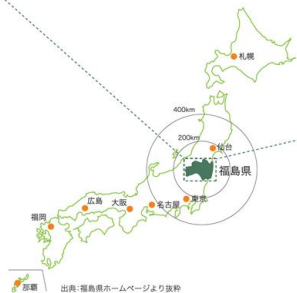 札幌
400km
200km
仙台
福島県
広島
大阪
名古屋
東京
福岡
那覇
出典:福島県ホームページより抜粋